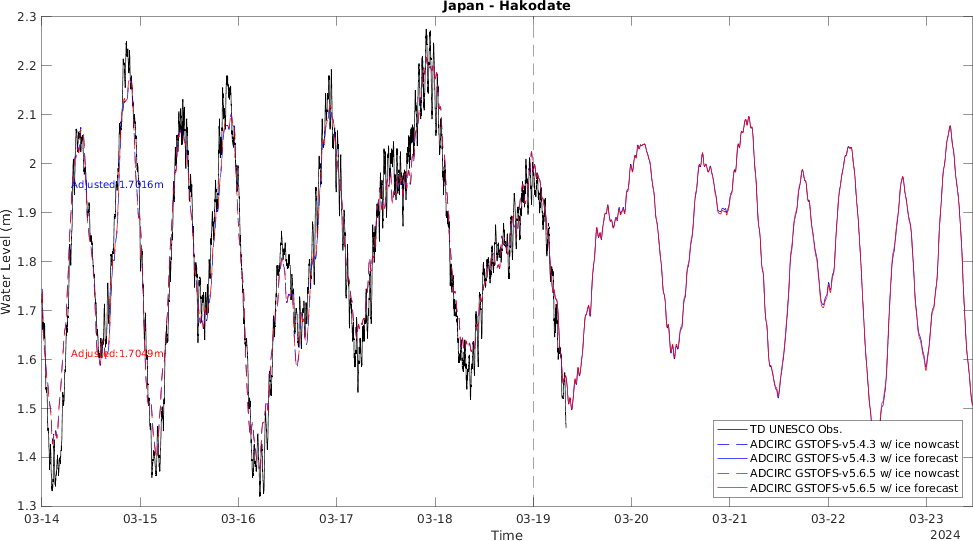 Japan - Hakodate
2.3
2.2
2.1
2
1.9
1.8
1.7
1.6
1.5
1.4
1.3
Water Level (m)
Adjusted:1.7016m
Adjusted:1.7049m
TD UNESCO Obs.
ADCIRC GSTOFS-v5.4.3 w/ ice nowcast
ADCIRC GSTOFS-v5.4.3 w/ ice forecast
ADCIRC GSTOFS-v5.6.5 w/ ice nowcast
ADCIRC GSTOFS-v5.6.5 w/ ice forecast
03-14 03-15 03-16 03-17 03-18 03-19 03-20 03-21 03-22 03-23
Time
2024